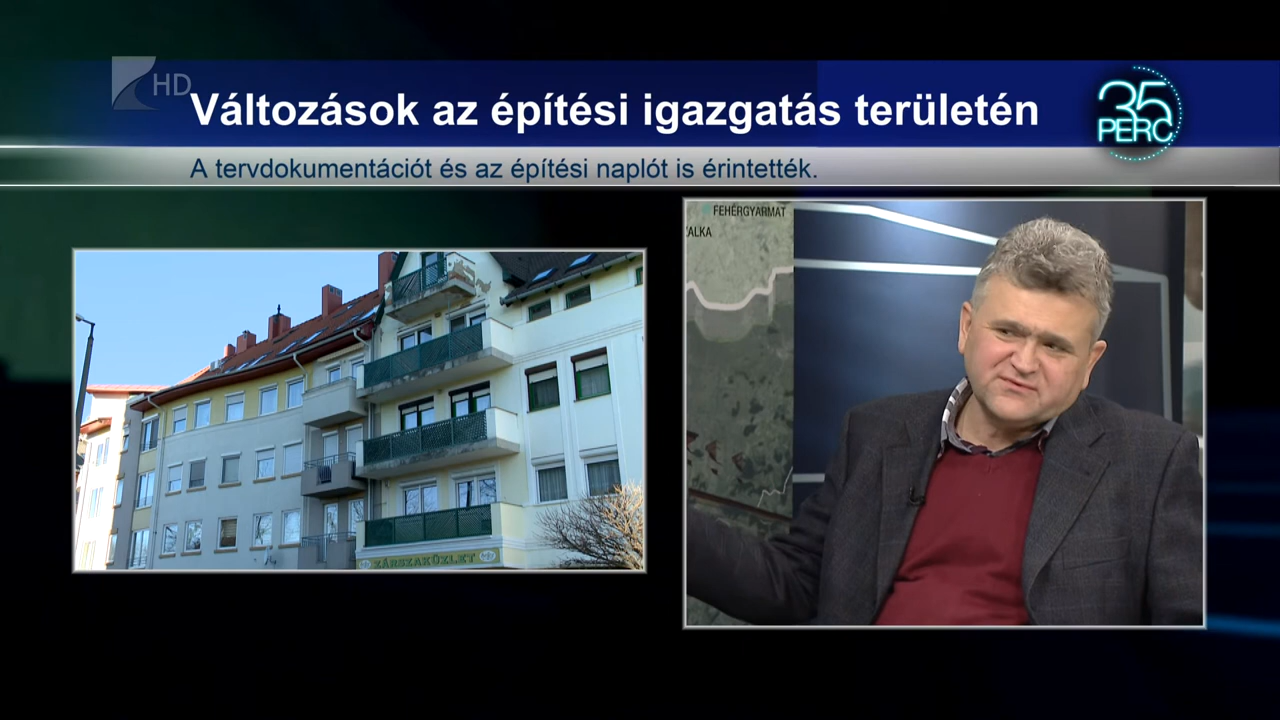 HD
Változások az építési igazgatás területén
35
PERC
A tervdokumentációt és az építési naplót is érintették.
FEHÉRGYARMAT
ALKA
ZÁRSZAKÜZLET